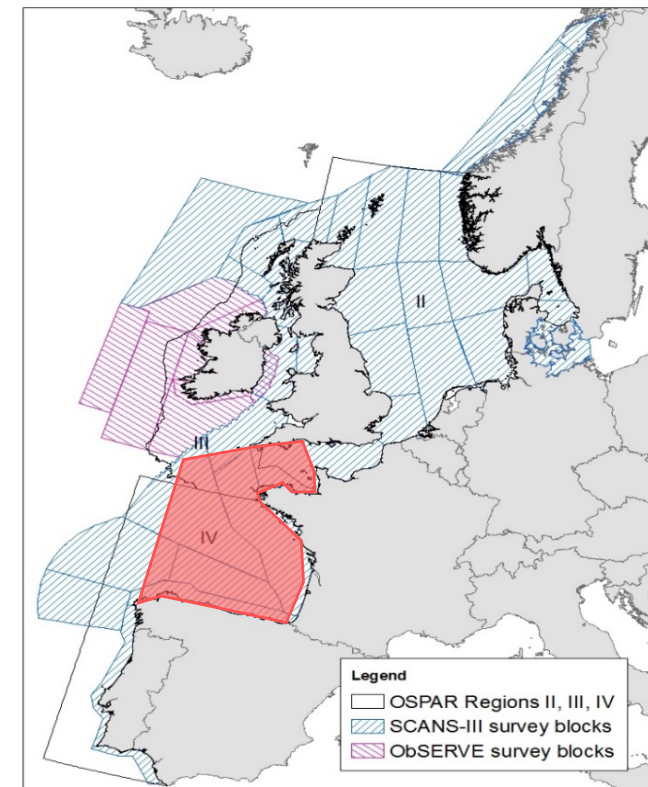 II
III
IV
Legend
OSPAR Regions II, III, IV
SCANS-III survey blocks
ObSERVE survey blocks